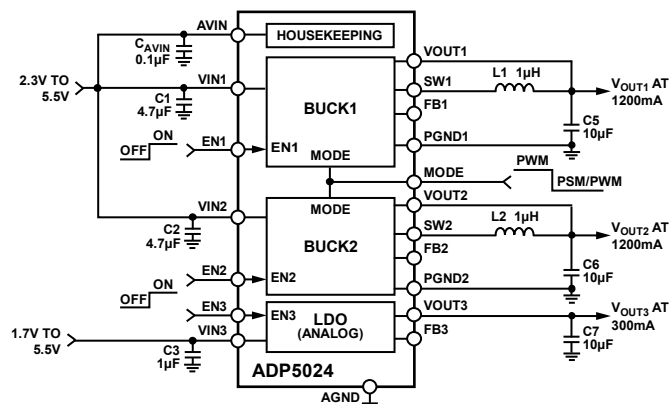 AVIN
HOUSEKEEPING
C_AVIN
0.1µF
2.3V TO
5.5V
VIN1
C1
4.7µF
ON
OFF
EN1
EN1
BUCK1
MODE
VOUT1
SW1
L1 1µH
FB1
PGND1
V_OUT1 AT
1200mA
C5
10µF
MODE
PWM
PSM/PWM
VIN2
C2
4.7µF
MODE
BUCK2
EN2
EN2
ON
OFF
VOUT2
SW2
L2 1µH
FB2
PGND2
V_OUT2 AT
1200mA
C6
10µF
EN3
EN3
1.7V TO
5.5V
VIN3
C3
1µF
LDO
(ANALOG)
VOUT3
FB3
V_OUT3 AT
300mA
C7
10µF
ADP5024
AGND